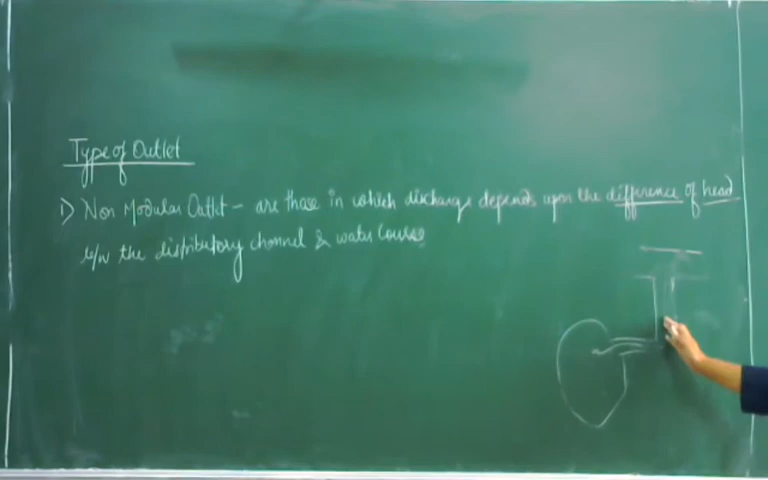 Type of Outlet
1) Non Modular Outlet - are those in which discharge depends upon the difference of head
b/w the distributory channel & water Course